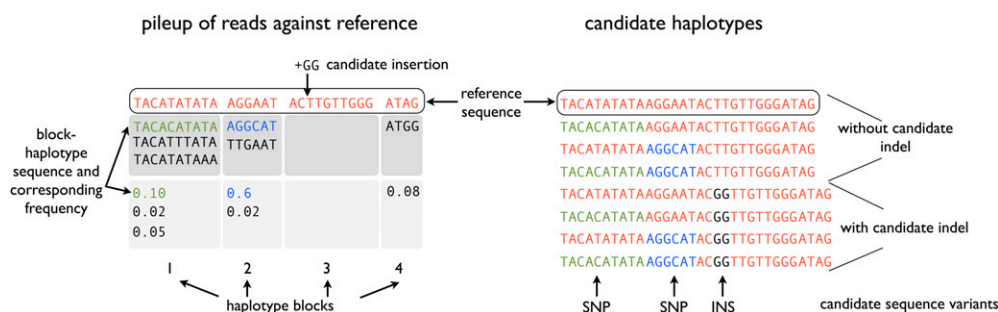 pileup of reads against reference
candidate haplotypes
+GG candidate insertion
TACATATATA AGGAAT ACTTGTTGGG ATAG
reference
sequence
TACATATATAAGGAATACTTGTTGGGATAG
block-
haplotype
sequence and
corresponding
frequency
TACACATATA AGGCAT ATGG
TACATTTATA TTGAAT
TACATATAAA
0.10 0.6 0.08
0.02 0.02
0.05
1 2 3 4
haplotype blocks
TACACATATAAGGAATACTTGTTGGGATAG
TACATATATAAGGCATACTTGTTGGGATAG
TACACATATAAGGCATACTTGTTGGGATAG
TACATATATAAGGAATACGGTTGTTGGGATAG
TACACATATAAGGAATACGGTTGTTGGGATAG
TACATATATAAGGCATACGGTTGTTGGGATAG
TACACATATAAGGCATACGGTTGTTGGGATAG
without candidate
indel
with candidate indel
SNP SNP INS
candidate sequence variants